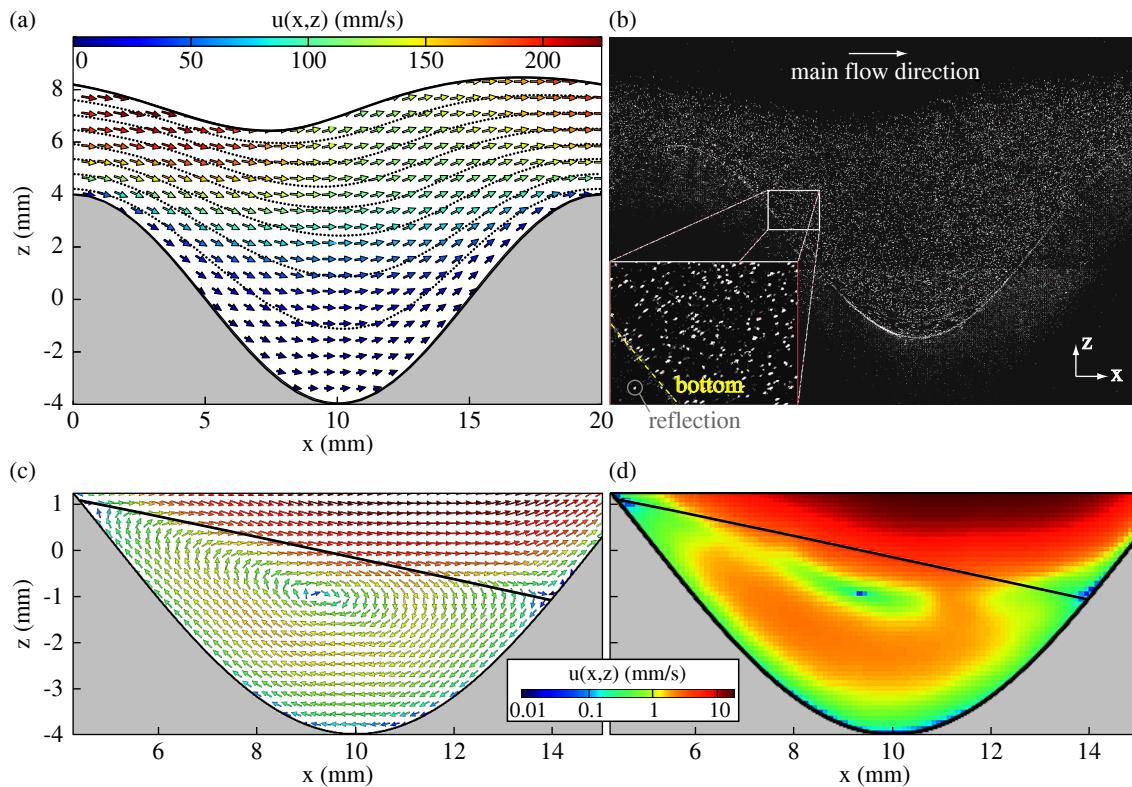 (a)
u(x,z) (mm/s)
0 50 100 150 200
8
6
4
2
0
-2
-4
z (mm)
0 5 10 15 20
x (mm)
(b)
main flow direction
bottom
reflection
z
x
(c)
1
0
-1
-2
-3
-4
z (mm)
6 8 10 12 14
x (mm)
u(x,z) (mm/s)
0.01 0.1 1 10
(d)
6 8 10 12 14
x (mm)